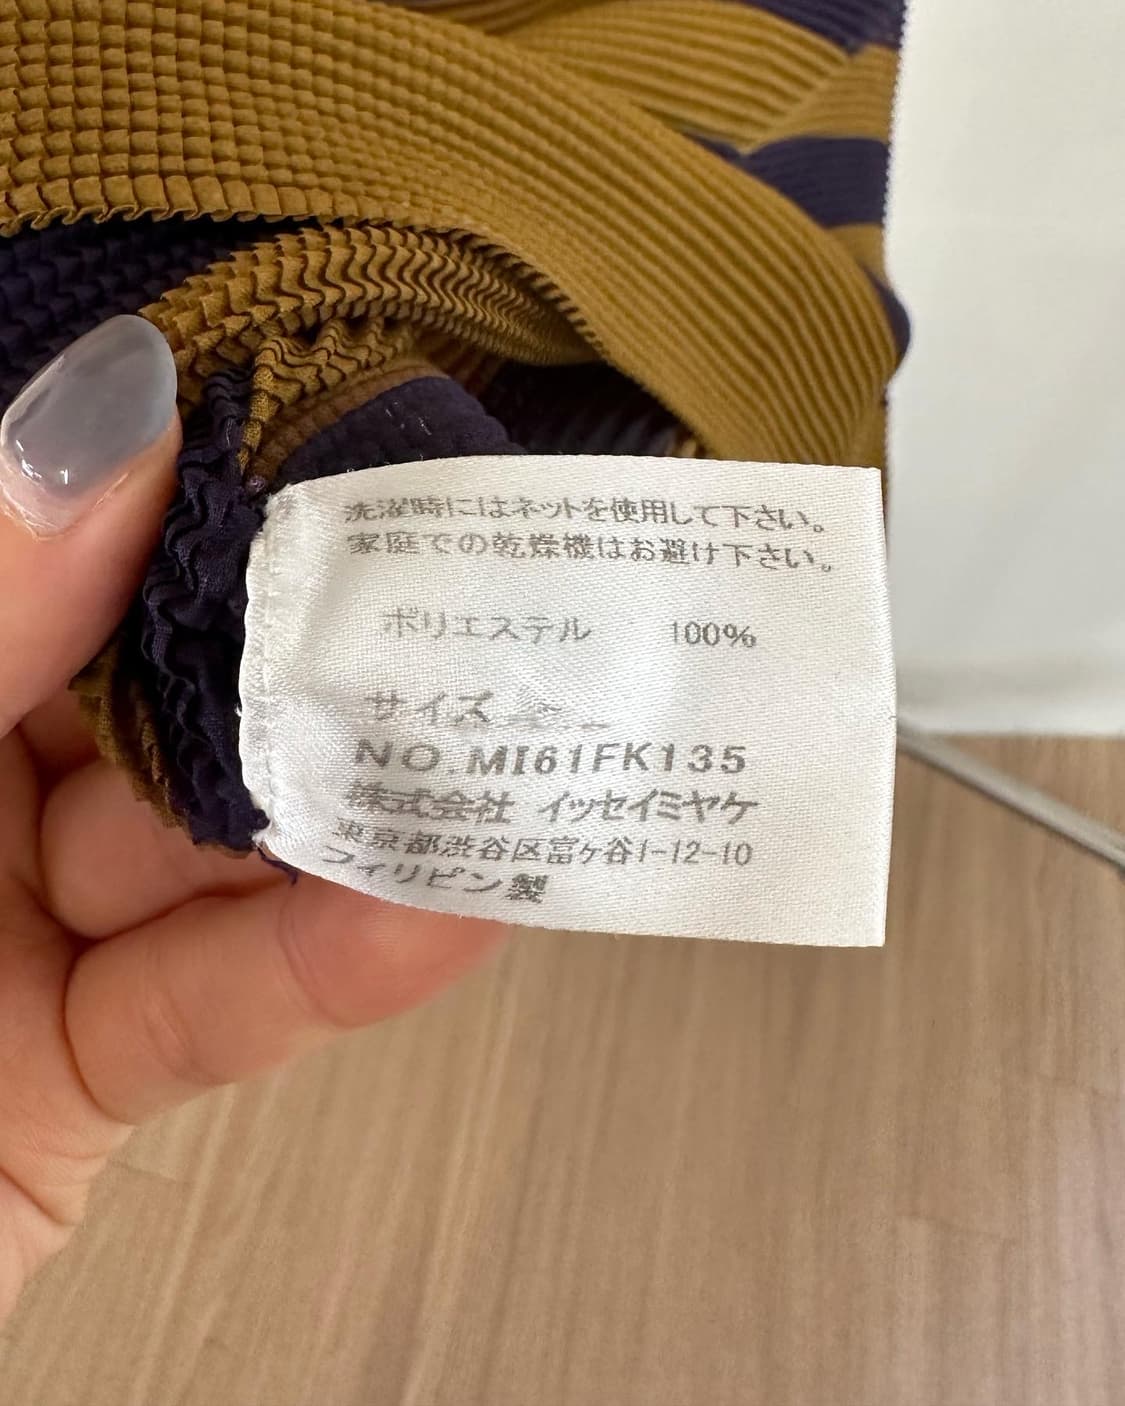 洗濯時にはネットを使用して下さい。
家庭での乾燥機はお避け下さい。
ポリエステル 100%
サイズ
NO.MI61FK135
株式会社 イッセイミヤケ
東京都渋谷区富ヶ谷1-12-10
フィリピン製